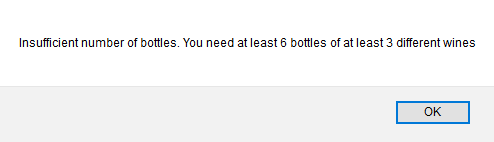 Insufficient number of bottles. You need at least 6 bottles of at least 3 different wines
OK